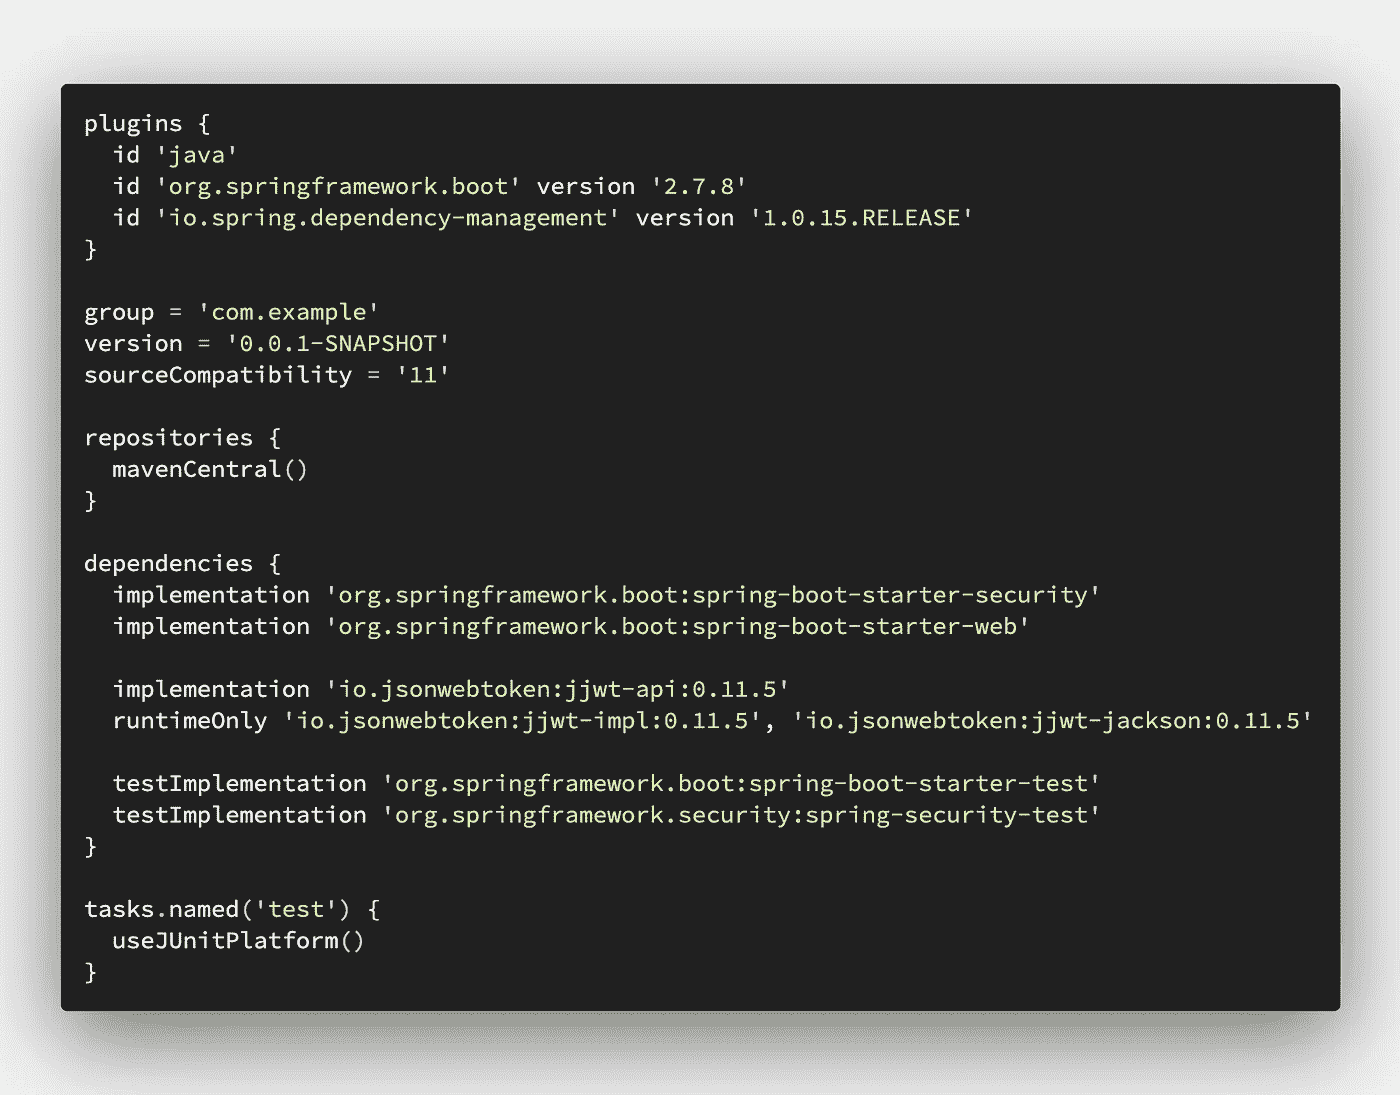 plugins {
  id 'java'
  id 'org.springframework.boot' version '2.7.8'
  id 'io.spring.dependency-management' version '1.0.15.RELEASE'
}

group = 'com.example'
version = '0.0.1-SNAPSHOT'
sourceCompatibility = '11'

repositories {
  mavenCentral()
}

dependencies {
  implementation 'org.springframework.boot:spring-boot-starter-security'
  implementation 'org.springframework.boot:spring-boot-starter-web'

  implementation 'io.jsonwebtoken:jjwt-api:0.11.5'
  runtimeOnly 'io.jsonwebtoken:jjwt-impl:0.11.5', 'io.jsonwebtoken:jjwt-jackson:0.11.5'

  testImplementation 'org.springframework.boot:spring-boot-starter-test'
  testImplementation 'org.springframework.security:spring-security-test'
}

tasks.named('test') {
  useJUnitPlatform()
}